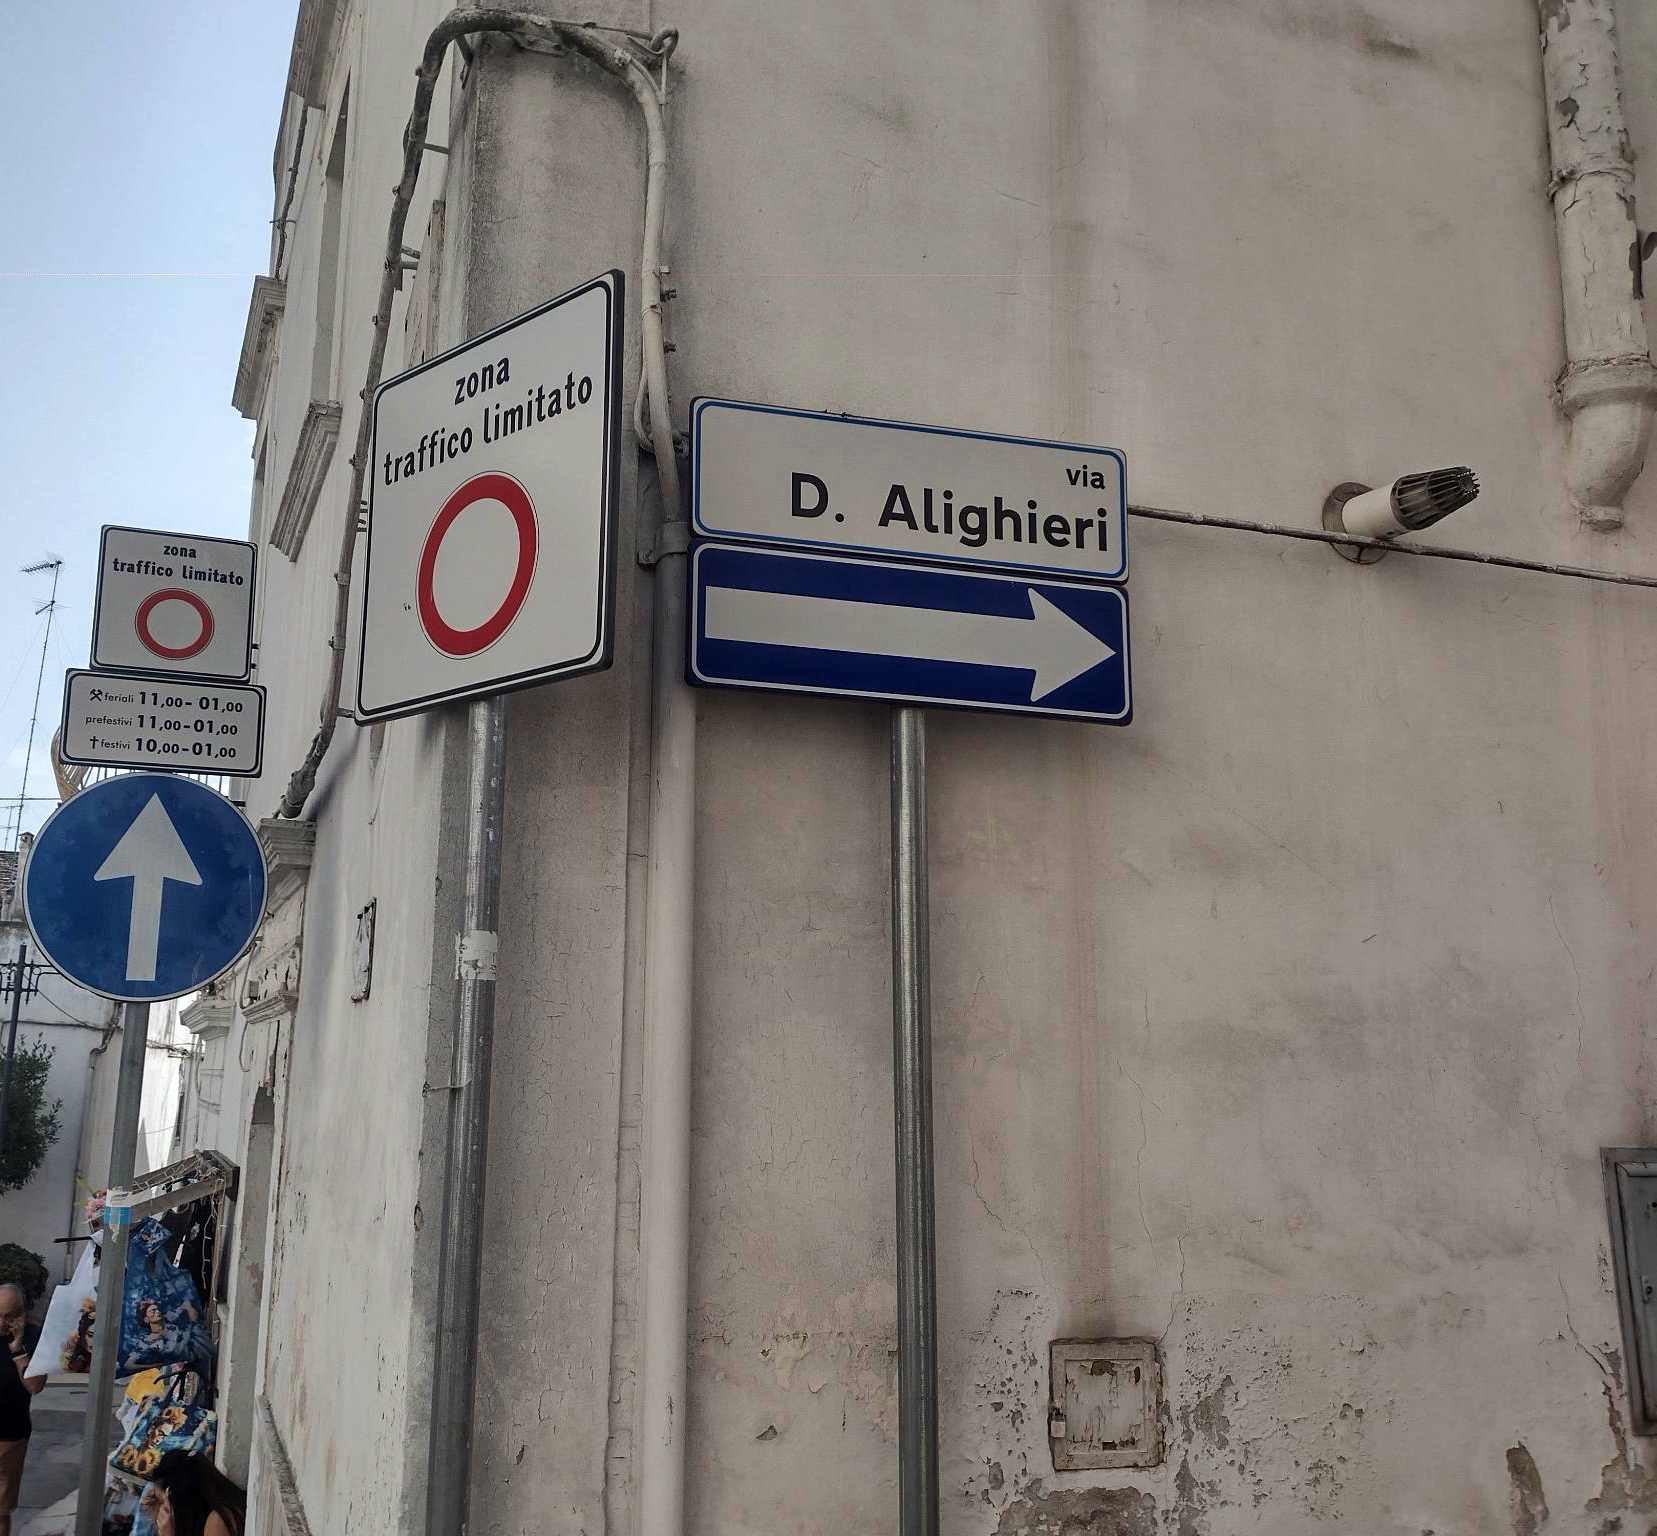 zona
traffico limitato
via
D. Alighieri
zona
traffico limitato
feriali 11,00-01,00
prefestivi 11,00-01,00
festivi 10,00-01,00